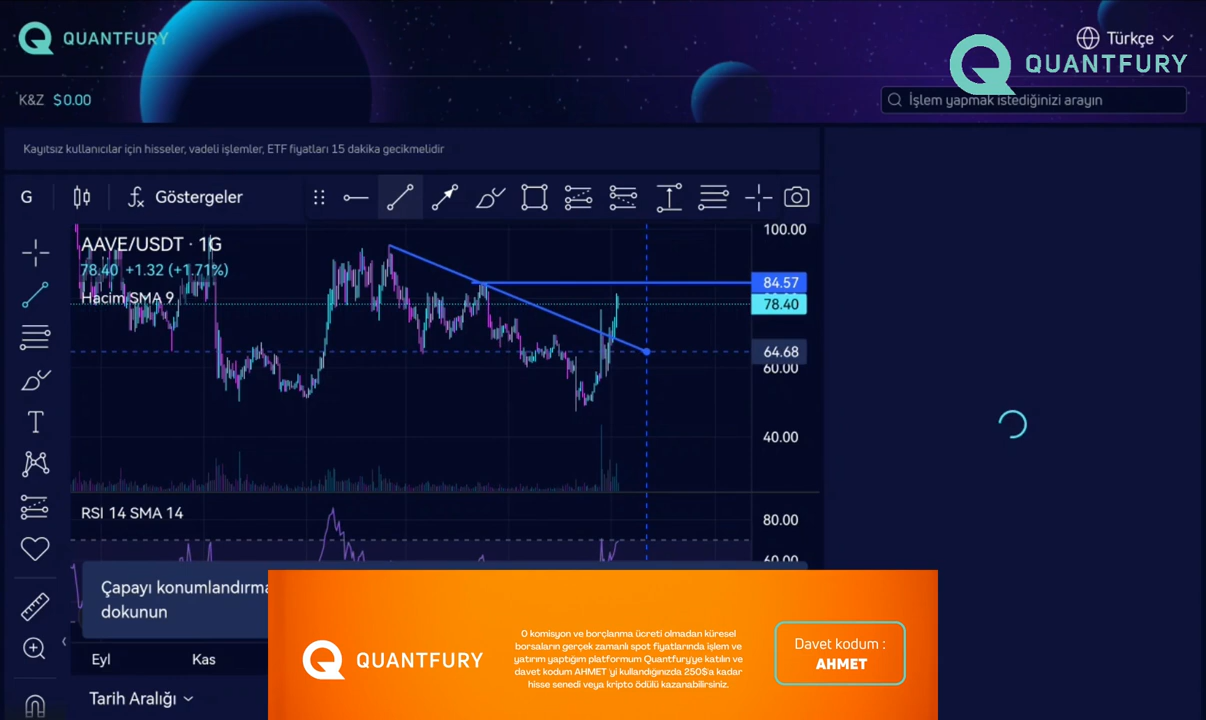 QUANTFURY
Türkçe
QUANTFURY
K&Z $0.00
İşlem yapmak istediğinizi arayın
Kayıtsız kullanıcılar için hisseler, vadeli işlemler, ETF fiyatları 15 dakika gecikmelidir
G
Göstergeler
AAVE/USDT · 1G
78.40 +1.32 (+1.71%)
Hacim SMA 9
100.00
84.57
78.40
64.68
60.00
40.00
RSI 14 SMA 14
80.00
60.00
Çapayı konumlandırma
dokunun
Eyl Kas
Tarih Aralığı
QUANTFURY
0 komisyon ve borçlanma ücreti olmadan küresel
borsaların gerçek zamanlı spot fiyatlarında işlem ve
yatırım yaptığım platformum Quantfury'ye katılın ve
davet kodum AHMET 'yi kullandığınızda 250$'a kadar
hisse senedi veya kripto ödülü kazanabilirsiniz.
Davet kodum :
AHMET